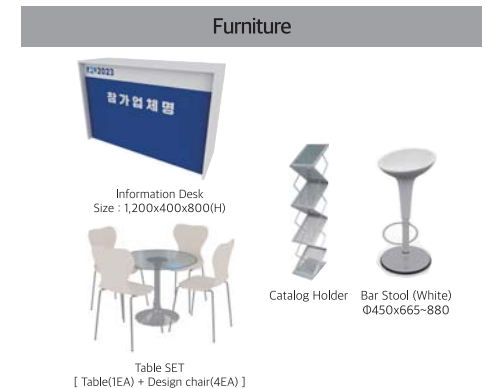 Furniture
K-PRINT2023
참가업체명
Information Desk
Size : 1,200x400x800(H)
Catalog Holder
Bar Stool (White)
Φ450x665~880
Table SET
[ Table(1EA) + Design chair(4EA) ]